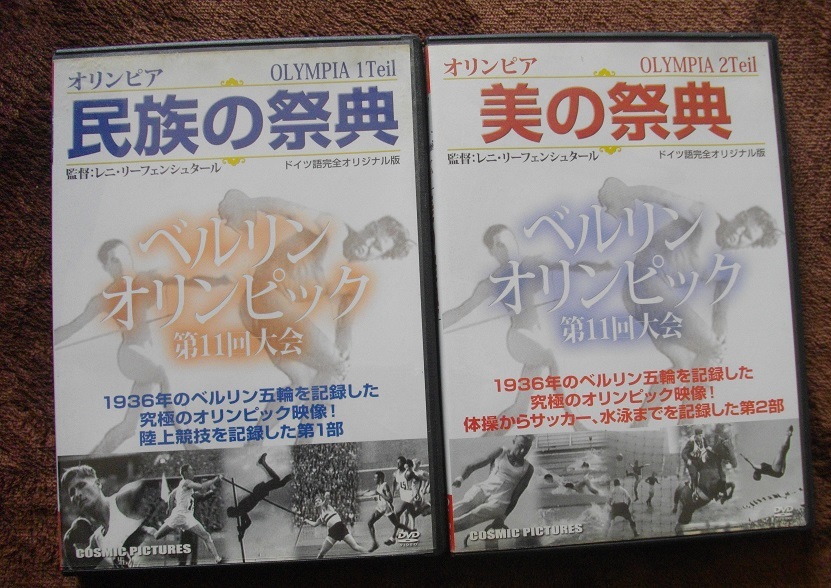 オリンピア
OLYMPIA 1Teil
民族の祭典
監督:レニ・リーフェンシュタール
ドイツ語完全オリジナル版
ベルリン
オリンピック
第11回大会
1936年のベルリン五輪を記録した
究極のオリンピック映像!
陸上競技を記録した第1部
COSMIC PICTURES
DVD
VIDEO
オリンピア
OLYMPIA 2Teil
美の祭典
監督:レニ・リーフェンシュタール
ドイツ語完全オリジナル版
ベルリン
オリンピック
第11回大会
1936年のベルリン五輪を記録した
究極のオリンピック映像!
体操からサッカー、水泳までを記録した第2部
COSMIC PICTURES
DVD